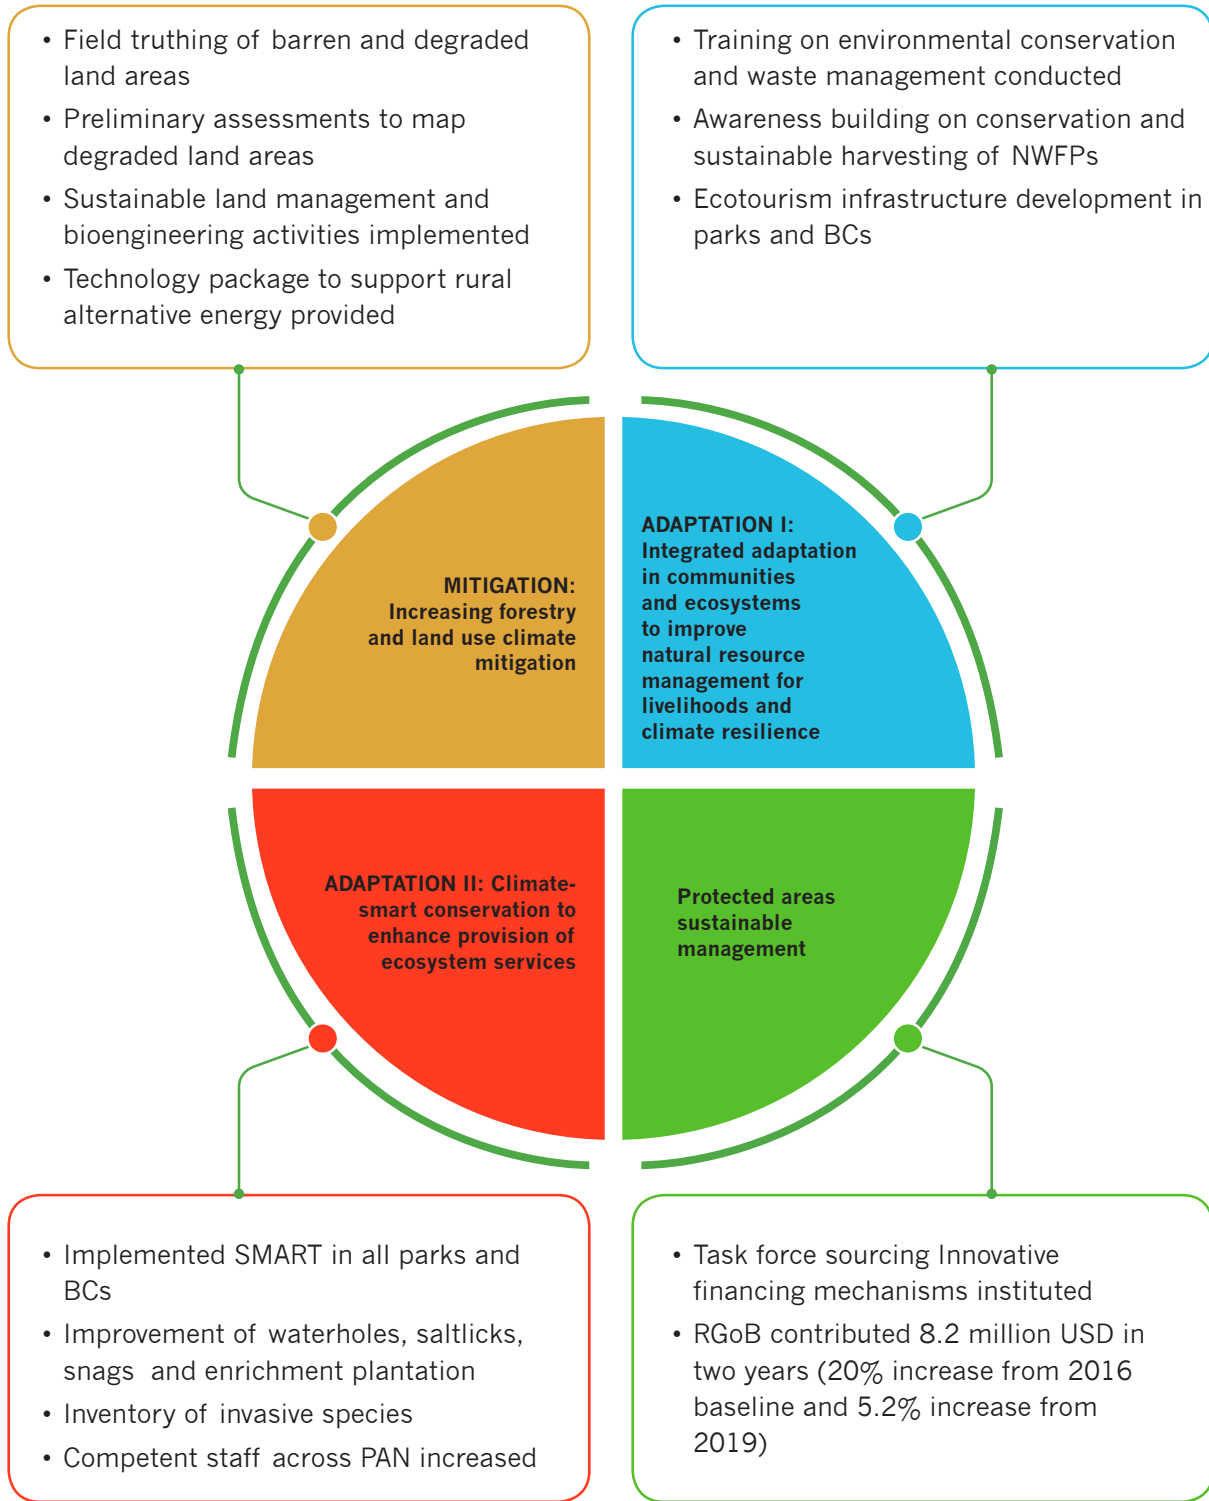 • Field truthing of barren and degraded
land areas
• Preliminary assessments to map
degraded land areas
• Sustainable land management and
bioengineering activities implemented
• Technology package to support rural
alternative energy provided
• Training on environmental conservation
and waste management conducted
• Awareness building on conservation and
sustainable harvesting of NWFPs
• Ecotourism infrastructure development in
parks and BCs
MITIGATION:
Increasing forestry
and land use climate
mitigation
ADAPTATION I:
Integrated adaptation
in communities
and ecosystems
to improve
natural resource
management for
livelihoods and
climate resilience
ADAPTATION II: Climate-
smart conservation to
enhance provision of
ecosystem services
Protected areas
sustainable
management
• Implemented SMART in all parks and
BCs
• Improvement of waterholes, saltlicks,
snags and enrichment plantation
• Inventory of invasive species
• Competent staff across PAN increased
• Task force sourcing Innovative
financing mechanisms instituted
• RGoB contributed 8.2 million USD in
two years (20% increase from 2016
baseline and 5.2% increase from
2019)